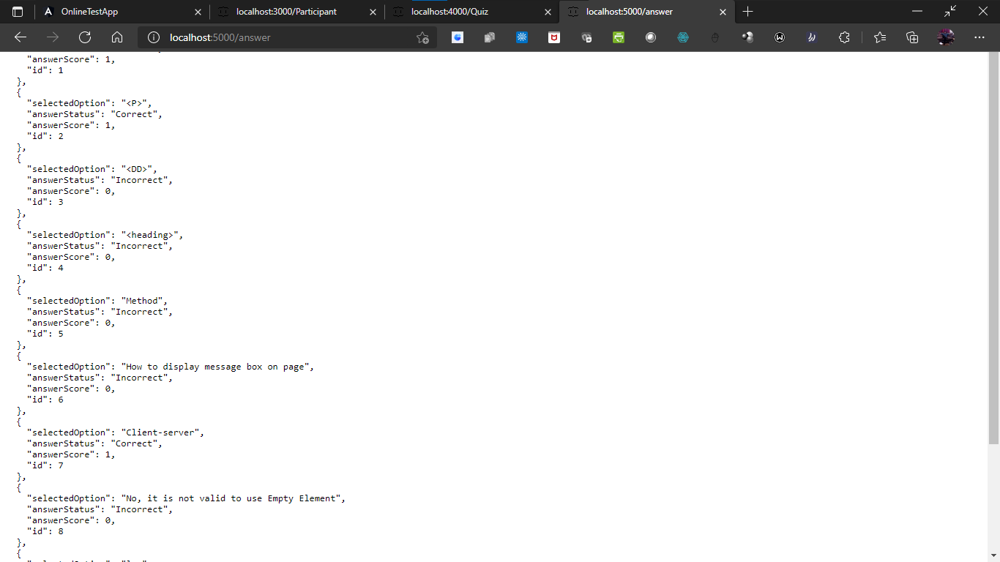 OnlineTestApp
localhost:3000/Participant
localhost:4000/Quiz
localhost:5000/answer
localhost:5000/answer
"answerScore": 1,
"id": 1
},
{
"selectedOption": "<P>",
"answerStatus": "Correct",
"answerScore": 1,
"id": 2
},
{
"selectedOption": "<DD>",
"answerStatus": "Incorrect",
"answerScore": 0,
"id": 3
},
{
"selectedOption": "<heading>",
"answerStatus": "Incorrect",
"answerScore": 0,
"id": 4
},
{
"selectedOption": "Method",
"answerStatus": "Incorrect",
"answerScore": 0,
"id": 5
},
{
"selectedOption": "How to display message box on page",
"answerStatus": "Incorrect",
"answerScore": 0,
"id": 6
},
{
"selectedOption": "Client-server",
"answerStatus": "Correct",
"answerScore": 1,
"id": 7
},
{
"selectedOption": "No, it is not valid to use Empty Element",
"answerStatus": "Incorrect",
"answerScore": 0,
"id": 8
},
{